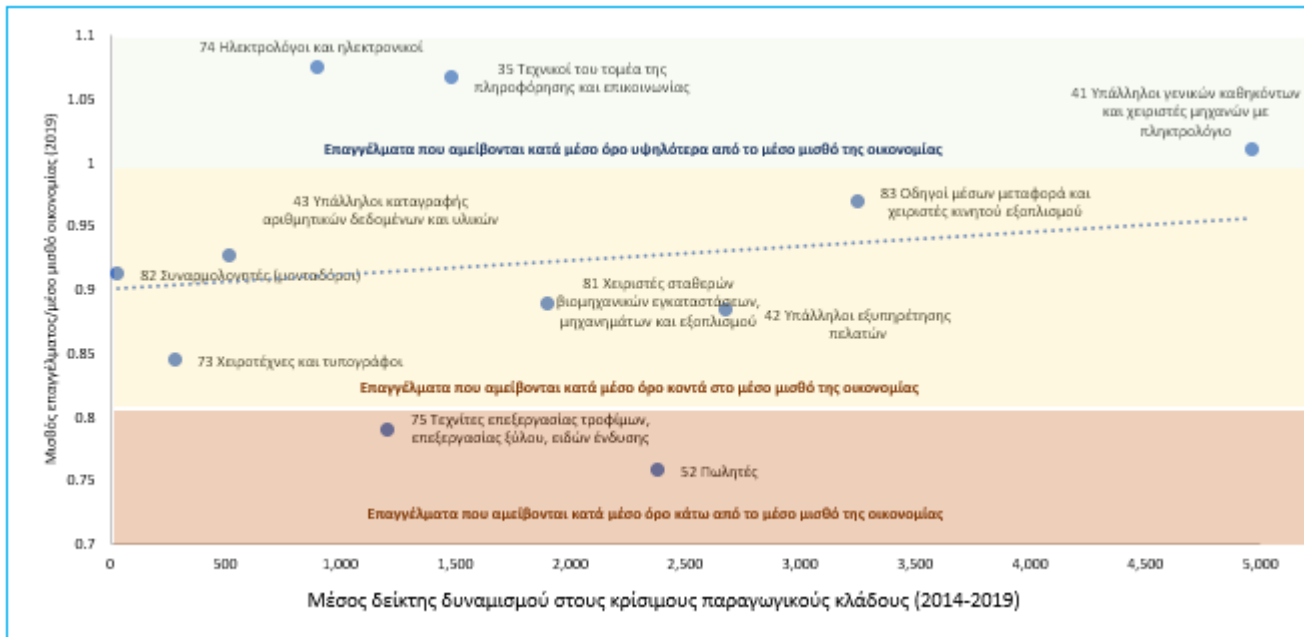 1.1
74 Ηλεκτρολόγοι και ηλεκτρονικοί
35 Τεχνικοί του τομέα της
πληροφόρησης και επικοινωνίας
41 Υπάλληλοι γενικών καθηκόντων
και χειριστές μηχανών με
πληκτρολόγιο
1.05
Επαγγέλματα που αμείβονται κατά μέσο όρο υψηλότερα από το μέσο μισθό της οικονομίας
1
43 Υπάλληλοι καταγραφής
αριθμητικών δεδομένων και υλικών
83 Οδηγοί μέσων μεταφορά και
χειριστές κινητού εξοπλισμού
0.95
82 Συναρμολογητές (μονταδόροι)
0.9
81 Χειριστές σταθερών
βιομηχανικών εγκαταστάσεων,
μηχανημάτων και εξοπλισμού
42 Υπάλληλοι εξυπηρέτησης
πελατών
0.85
73 Χειροτέχνες και τυπογράφοι
Επαγγέλματα που αμείβονται κατά μέσο όρο κοντά στο μέσο μισθό της οικονομίας
0.8
75 Τεχνίτες επεξεργασίας τροφίμων,
επεξεργασίας ξύλου, ειδών ένδυσης
0.75
52 Πωλητές
Επαγγέλματα που αμείβονται κατά μέσο όρο κάτω από το μέσο μισθό της οικονομίας
0.7
Μισθός επαγγέλματος/μέσο μισθό οικονομίας (2019)
0 500 1,000 1,500 2,000 2,500 3,000 3,500 4,000 4,500 5,000
Μέσος δείκτης δυναμισμού στους κρίσιμους παραγωγικούς κλάδους (2014-2019)